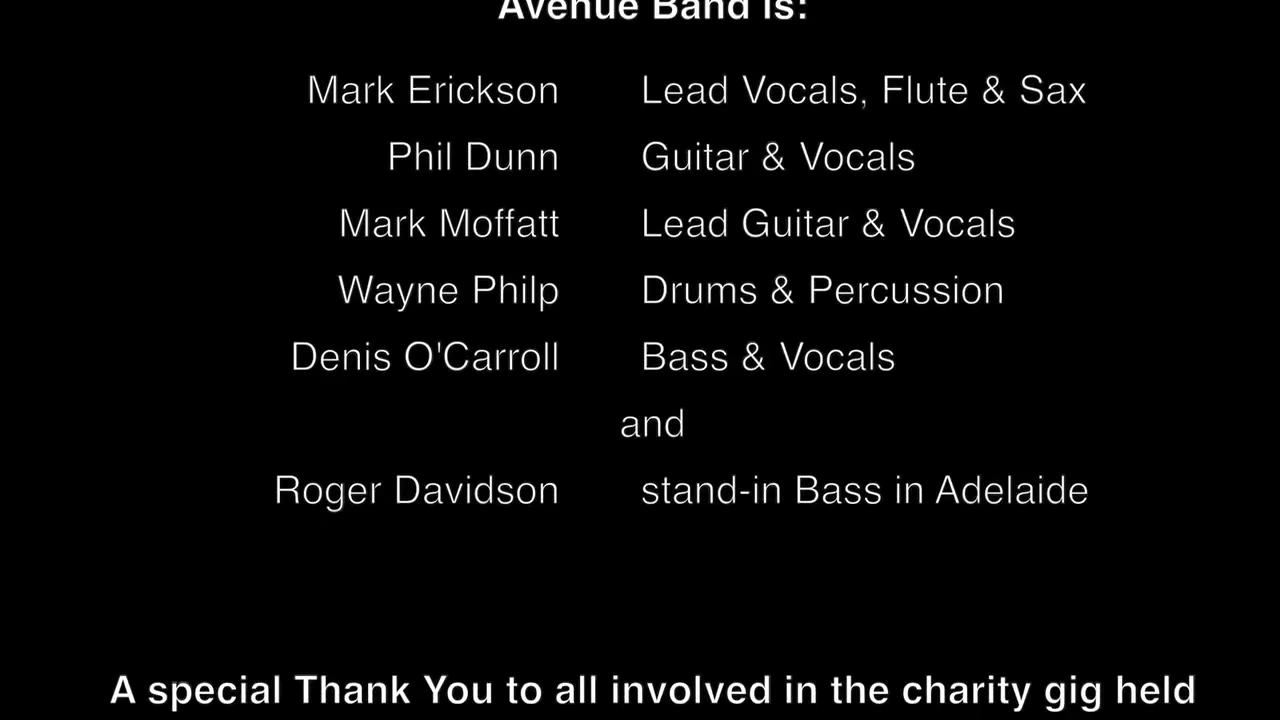 Avenue Band is:
Mark Erickson Lead Vocals, Flute & Sax
Phil Dunn Guitar & Vocals
Mark Moffatt Lead Guitar & Vocals
Wayne Philp Drums & Percussion
Denis O'Carroll Bass & Vocals
and
Roger Davidson stand-in Bass in Adelaide
A special Thank You to all involved in the charity gig held